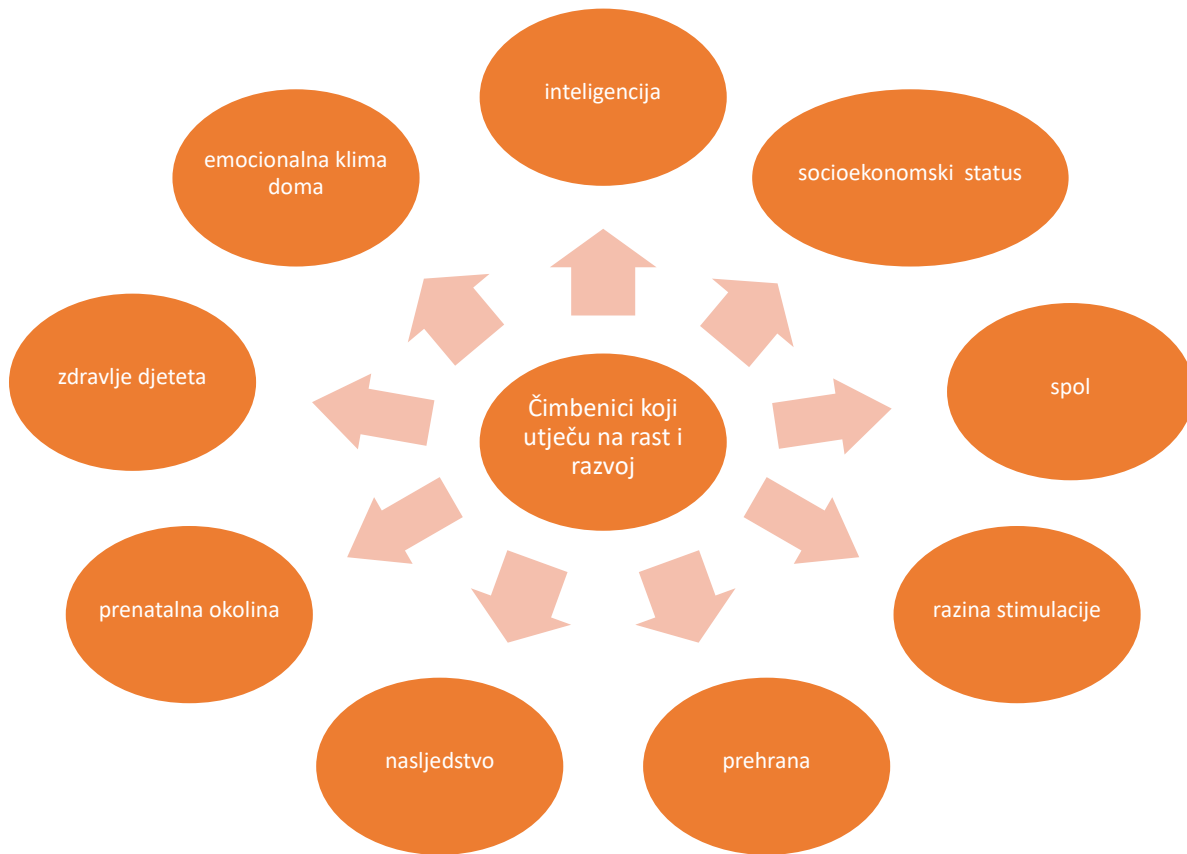 inteligencija
socioekonomski status
spol
razina stimulacije
prehrana
nasljedstvo
prenatalna okolina
zdravlje djeteta
emocionalna klima
doma
Čimbenici koji
utječu na rast i
razvoj